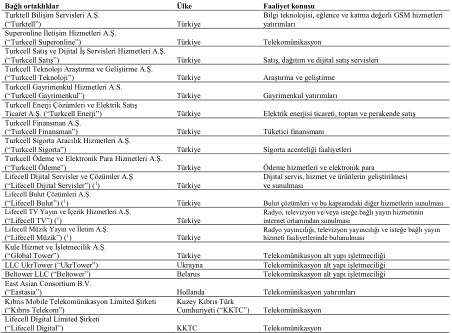 Bağlı ortaklıklar Ülke Faaliyet konusu
Turktell Bilişim Servisleri A.Ş. Bilgi teknolojisi, eğlence ve katma değerli GSM hizmetleri
("Turktell") Türkiye yatırımları
Superonline İletişim Hizmetleri A.Ş.
("Turkcell Superonline") Türkiye Telekomünikasyon
Turkcell Satış ve Dijital İş Servisleri Hizmetleri A.Ş.
("Turkcell Satış") Türkiye Satış, dağıtım ve dijital satış servisleri
Turkcell Teknoloji Araştırma ve Geliştirme A.Ş.
("Turkcell Teknoloji") Türkiye Araştırma ve geliştirme
Turkcell Gayrimenkul Hizmetleri A.S.
("Turkcell Gayrimenkul") Türkiye Gayrimenkul yatırımları
Turkcell Enerji Çözümleri ve Elektrik Satış
Ticaret A.Ş. ("Turkcell Enerji") Türkiye Elektrik enerjisi ticareti, toptan ve perakende satış
Turkcell Finansman A.Ş.
("Turkcell Finansman") Türkiye Tüketici finansmanı
Turkcell Sigorta Aracılık Hizmetleri A.Ş.
("Turkcell Sigorta") Türkiye Sigorta acenteliği faaliyetleri
Turkcell Ödeme ve Elektronik Para Hizmetleri A.Ş.
("Turkcell Ödeme") Türkiye Ödeme hizmetleri ve elektronik para
Lifecell Dijital Servisler ve Çözümler A.Ş Dijital servis, hizmet ve ürünlerin geliştirilmesi
("Lifecell Dijital Servisler") (¹) Türkiye ve sunulması
Lifecell Bulut Çözümleri A.Ş.
("Lifecell Bulut") (¹) Türkiye Bulut çözümleri ve bu kapsamdaki diğer hizmetlerin sunulması
Lifecell TV Yayın ve İçerik Hizmetleri A.Ş. Radyo, televizyon ve/veya isteğe bağlı yayın hizmetinin
("Lifecell TV") (¹) Türkiye internet ortamından sunulması
Lifecell Müzik Yayın ve İletim A.Ş. Radyo yayıncılığı, televizyon yayıncılığı ve isteğe bağlı yayın
("Lifecell Müzik") (¹) Türkiye hizmeti faaliyetlerinde bulunulması
Kule Hizmet ve İşletmecilik A.Ş.
("Global Tower") Türkiye Telekomünikasyon alt yapı işletmeciliği
LLC UkrTower ("UkrTower") Ukrayna Telekomünikasyon alt yapı işletmeciliği
Beltower LLC ("Beltower") Belarus Telekomünikasyon alt yapı işletmeciliği
East Asian Consortium B.V.
("Eastasia") Hollanda Telekomünikasyon yatırımları
Kıbrıs Mobile Telekomünikasyon Limited Şirketi Kuzey Kıbrıs Türk
("Kıbrıs Telekom") Cumhuriyeti ("KKTC") Telekomünikasyon
Lifecell Digital Limited Şirketi
("Lifecell Digital") KKTC Telekomünikasyon